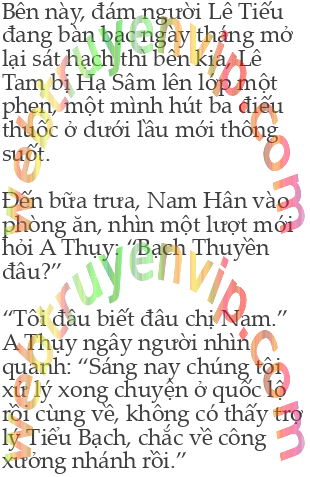 Bên này, đám người Lê Tiếu
đang bàn bạc ngày tháng mở
lại sát hạch thì bên kia, Lê
Tam bị Hạ Sâm lên lớp một
phen, một mình hút ba điếu
thuốc ở dưới lầu mới thông
suốt.
Đến bữa trưa, Nam Hân vào
phòng ăn, nhìn một lượt mới
hỏi A Thụy: “Bạch Thuyền
đâu?”
“Tôi đâu biết đâu chị Nam.”
A Thụy ngây người nhìn
quanh: “Sáng nay chúng tôi
xử lý xong chuyện ở quốc lộ
rồi cùng về, không có thấy trợ
lý Tiểu Bạch, chắc về công
xưởng nhánh rồi.”
webtruyenvip.com
webtruyenvip.com